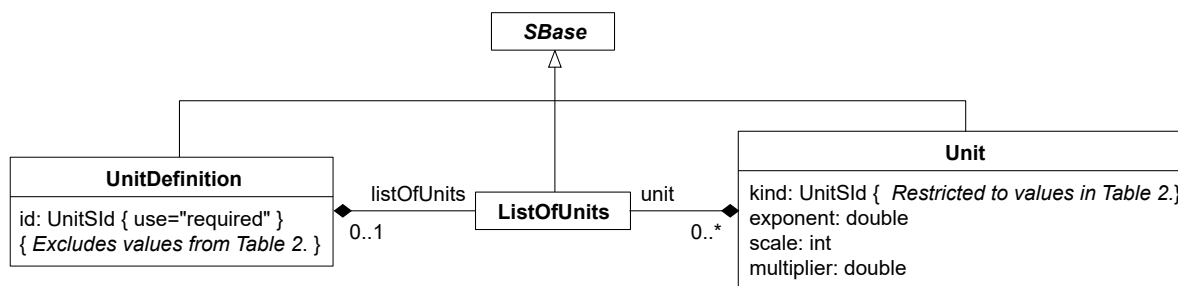 SBase
UnitDefinition
id: UnitSId { use="required" }
{ Excludes values from Table 2. }
listOfUnits
0..1
ListOfUnits
unit
0..*
Unit
kind: UnitSId { Restricted to values in Table 2.}
exponent: double
scale: int
multiplier: double